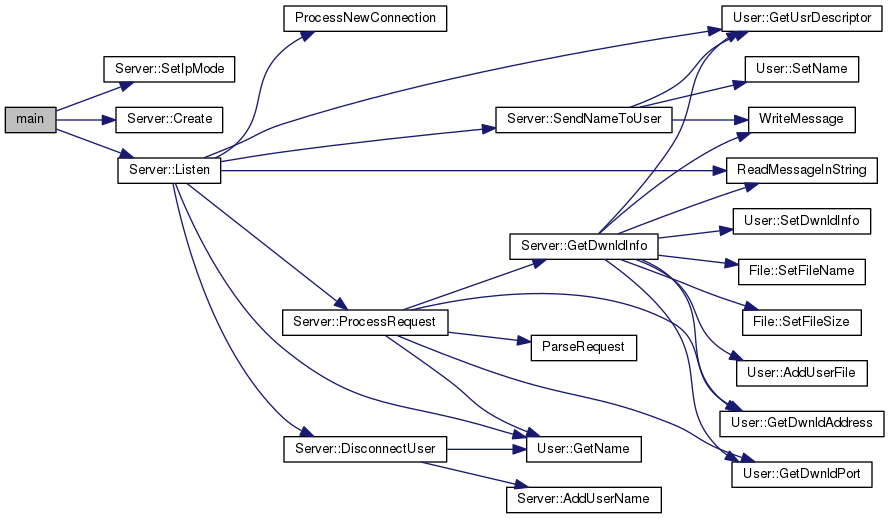 main
Server::SetIpMode
Server::Create
Server::Listen
ProcessNewConnection
Server::SendNameToUser
Server::ProcessRequest
Server::DisconnectUser
Server::GetDwnldInfo
ParseRequest
User::GetName
Server::AddUserName
User::GetUsrDescriptor
User::SetName
WriteMessage
ReadMessageInString
User::SetDwnldInfo
File::SetFileName
File::SetFileSize
User::AddUserFile
User::GetDwnldAddress
User::GetDwnldPort